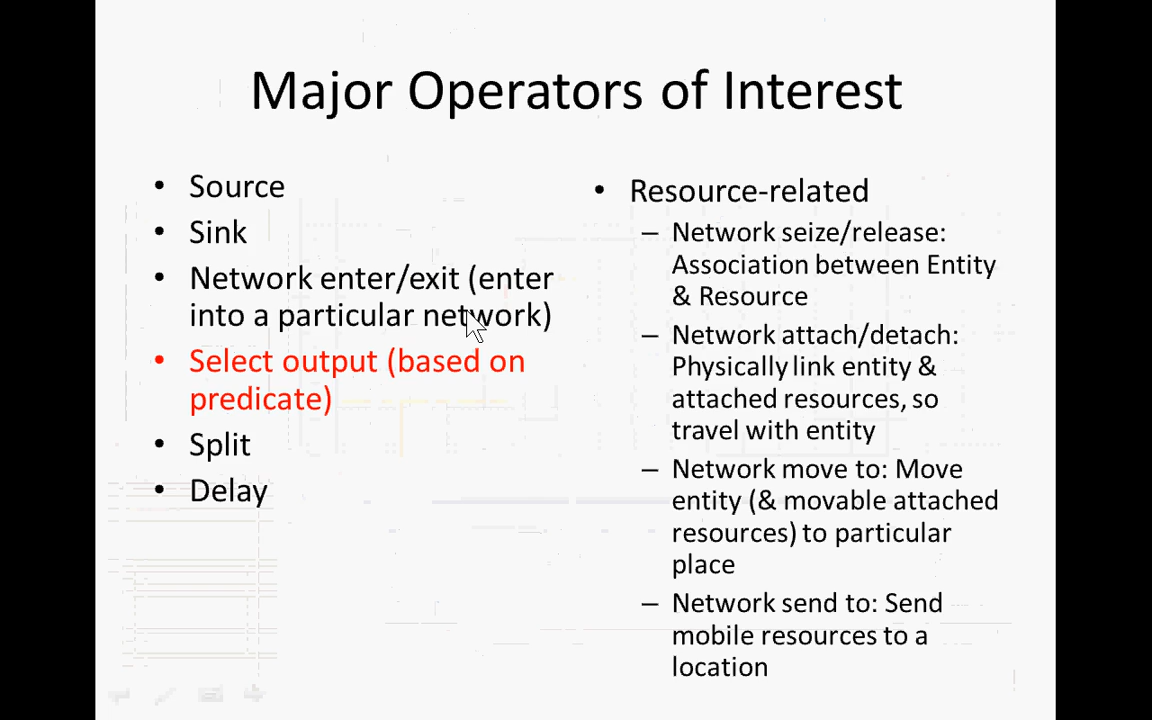 Major Operators of Interest
• Source
• Sink
• Network enter/exit (enter
into a particular network)
• Select output (based on
predicate)
• Split
• Delay
• Resource-related
– Network seize/release:
Association between Entity
& Resource
– Network attach/detach:
Physically link entity &
attached resources, so
travel with entity
– Network move to: Move
entity (& movable attached
resources) to particular
place
– Network send to: Send
mobile resources to a
location